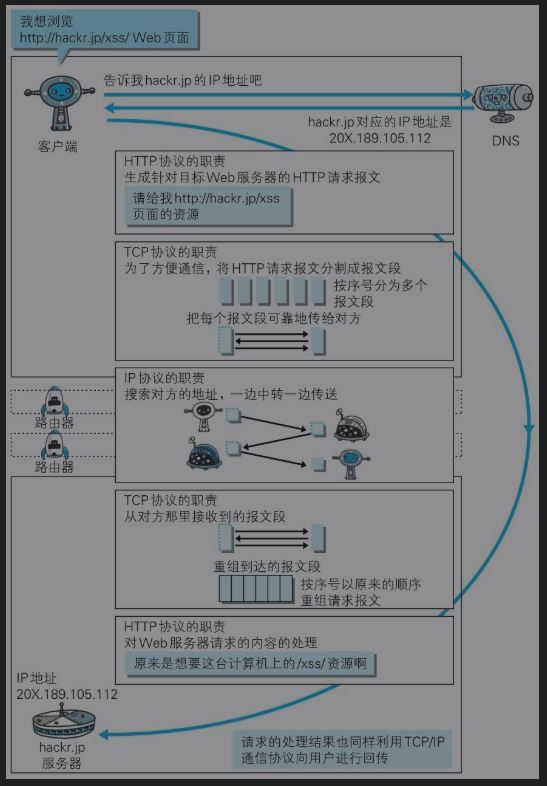 我想浏览
http://hackr.jp/xss/ Web页面
告诉我hackr.jp的IP地址吧
hackr.jp对应的IP地址是
20X.189.105.112
客户端
DNS
HTTP协议的职责
生成针对目标Web服务器的HTTP请求报文
请给我http://hackr.jp/xss
页面的资源
TCP协议的职责
为了方便通信，将HTTP请求报文分割成报文段
按序号分为多个
报文段
把每个报文段可靠地传给对方
IP协议的职责
搜索对方的地址，一边中转一边传送
路由器
路由器
TCP协议的职责
从对方那里接收到的报文段
重组到达的报文段
按序号以原来的顺序
重组请求报文
HTTP协议的职责
对Web服务器请求的内容的处理
原来是想要这台计算机上的/xss/资源啊
IP地址
20X.189.105.112
hackr.jp
服务器
请求的处理结果也同样利用TCP/IP
通信协议向用户进行回传